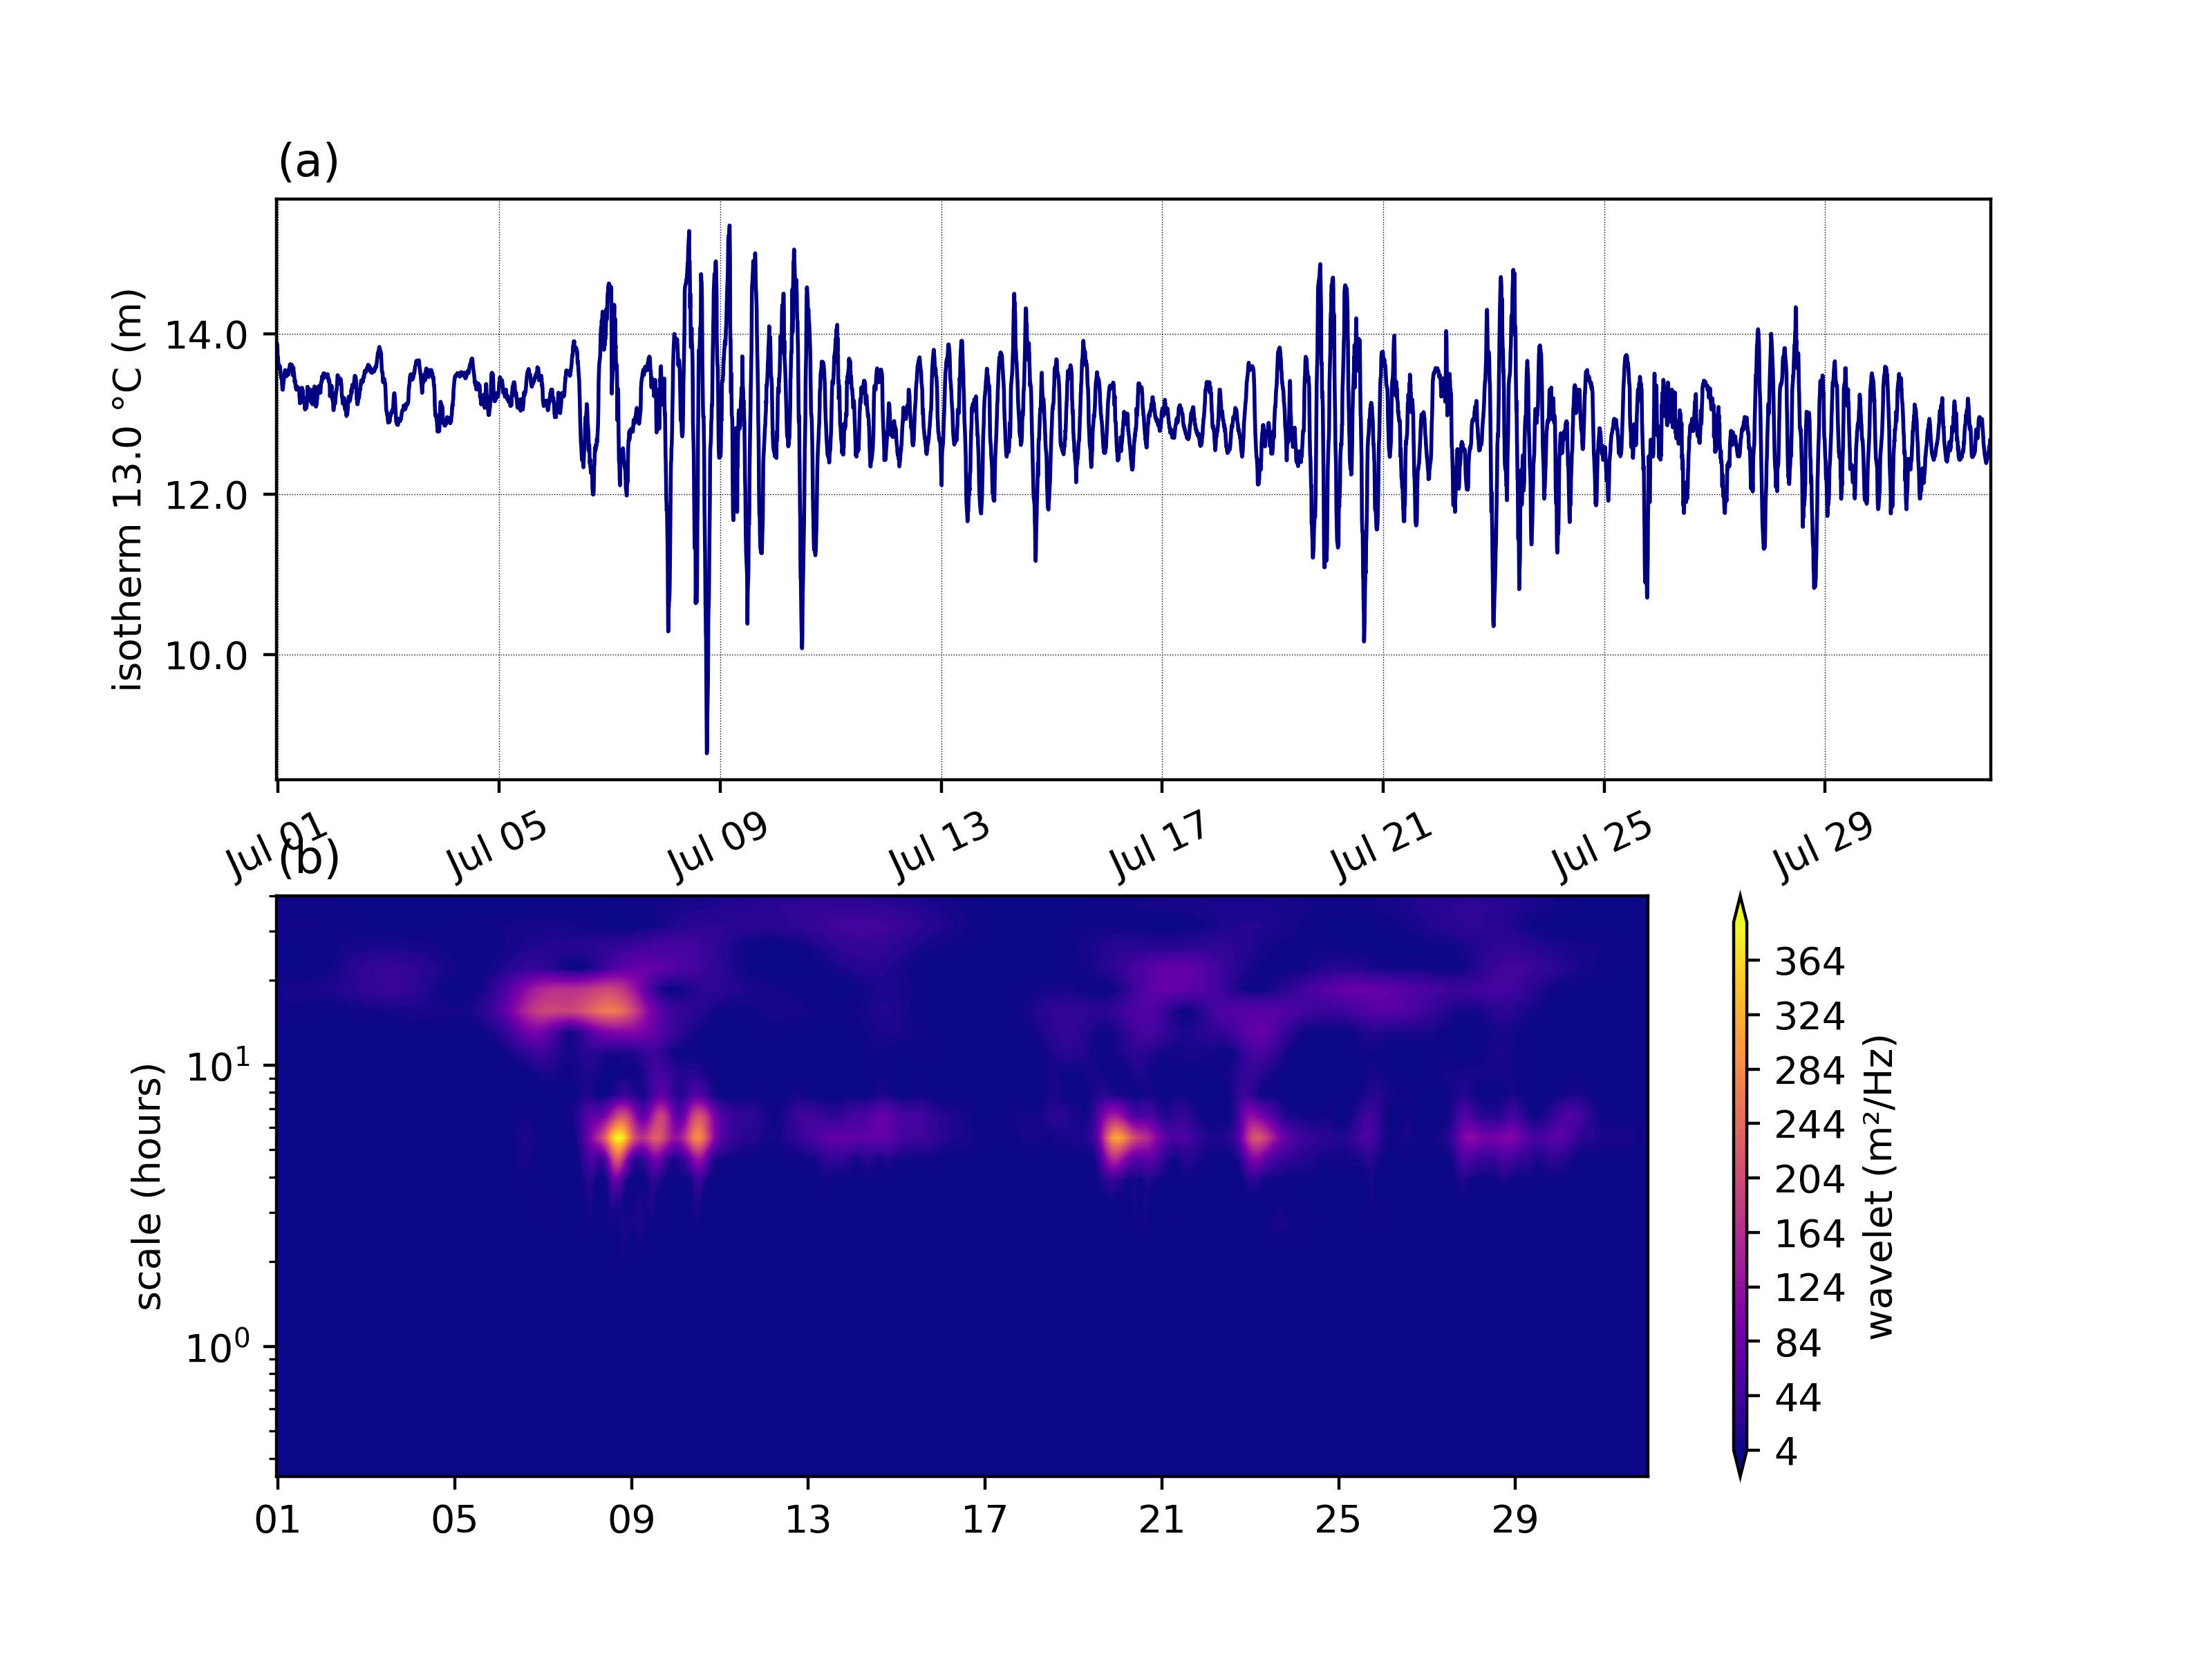 (a)
isotherm 13.0 °C (m)
14.0
12.0
10.0
Jul 01
Jul 05
Jul 09
Jul 13
Jul 17
Jul 21
Jul 25
Jul 29
(b)
scale (hours)
10¹
10⁰
01
05
09
13
17
21
25
29
364
324
284
244
204
164
124
84
44
4
wavelet (m²/Hz)